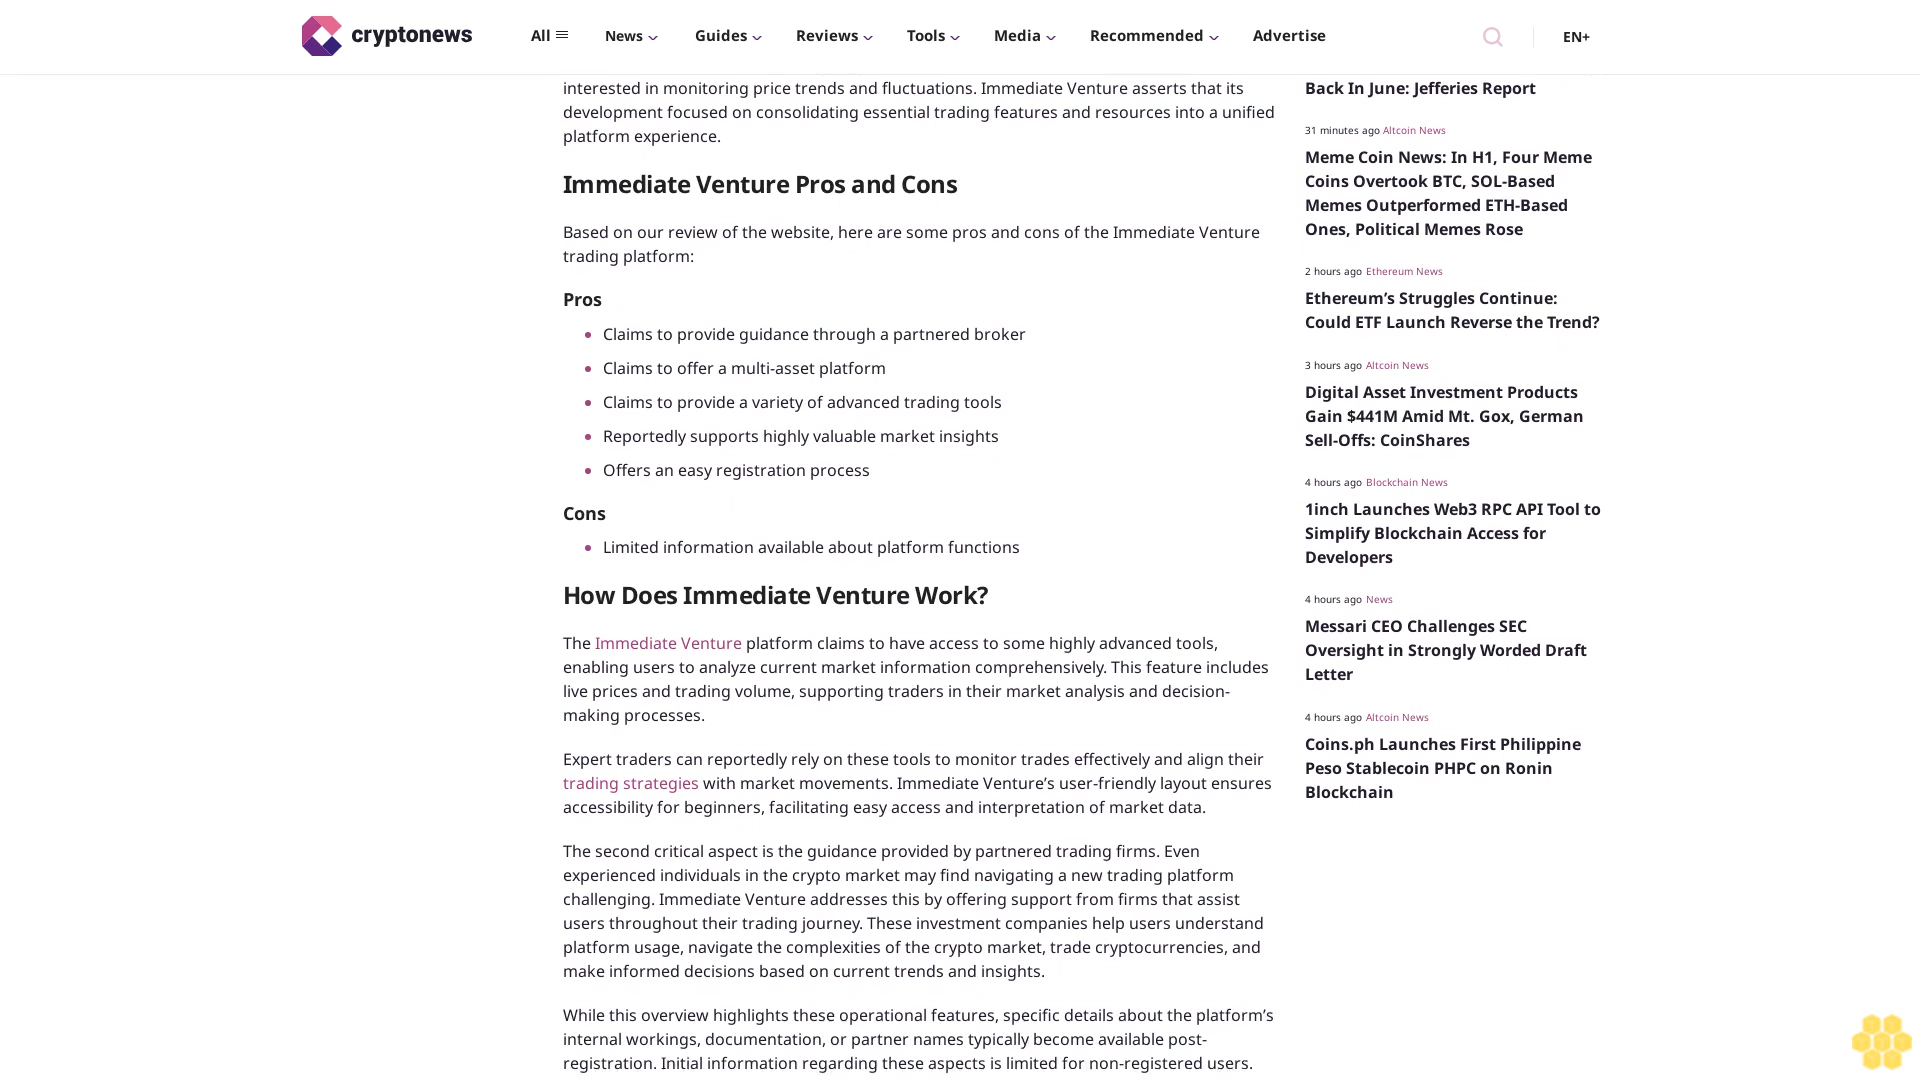 cryptonews
All
News
Guides
Reviews
Tools
Media
Recommended
Advertise
EN+
interested in monitoring price trends and fluctuations. Immediate Venture asserts that its
development focused on consolidating essential trading features and resources into a unified
platform experience.
Immediate Venture Pros and Cons
Based on our review of the website, here are some pros and cons of the Immediate Venture
trading platform:
Pros
Claims to provide guidance through a partnered broker
Claims to offer a multi-asset platform
Claims to provide a variety of advanced trading tools
Reportedly supports highly valuable market insights
Offers an easy registration process
Cons
Limited information available about platform functions
How Does Immediate Venture Work?
The Immediate Venture platform claims to have access to some highly advanced tools,
enabling users to analyze current market information comprehensively. This feature includes
live prices and trading volume, supporting traders in their market analysis and decision-
making processes.
Expert traders can reportedly rely on these tools to monitor trades effectively and align their
trading strategies with market movements. Immediate Venture’s user-friendly layout ensures
accessibility for beginners, facilitating easy access and interpretation of market data.
The second critical aspect is the guidance provided by partnered trading firms. Even
experienced individuals in the crypto market may find navigating a new trading platform
challenging. Immediate Venture addresses this by offering support from firms that assist
users throughout their trading journey. These investment companies help users understand
platform usage, navigate the complexities of the crypto market, trade cryptocurrencies, and
make informed decisions based on current trends and insights.
While this overview highlights these operational features, specific details about the platform’s
internal workings, documentation, or partner names typically become available post-
registration. Initial information regarding these aspects is limited for non-registered users.
Back In June: Jefferies Report
31 minutes ago Altcoin News
Meme Coin News: In H1, Four Meme
Coins Overtook BTC, SOL-Based
Memes Outperformed ETH-Based
Ones, Political Memes Rose
2 hours ago Ethereum News
Ethereum’s Struggles Continue:
Could ETF Launch Reverse the Trend?
3 hours ago Altcoin News
Digital Asset Investment Products
Gain $441M Amid Mt. Gox, German
Sell-Offs: CoinShares
4 hours ago Blockchain News
1inch Launches Web3 RPC API Tool to
Simplify Blockchain Access for
Developers
4 hours ago News
Messari CEO Challenges SEC
Oversight in Strongly Worded Draft
Letter
4 hours ago Altcoin News
Coins.ph Launches First Philippine
Peso Stablecoin PHPC on Ronin
Blockchain